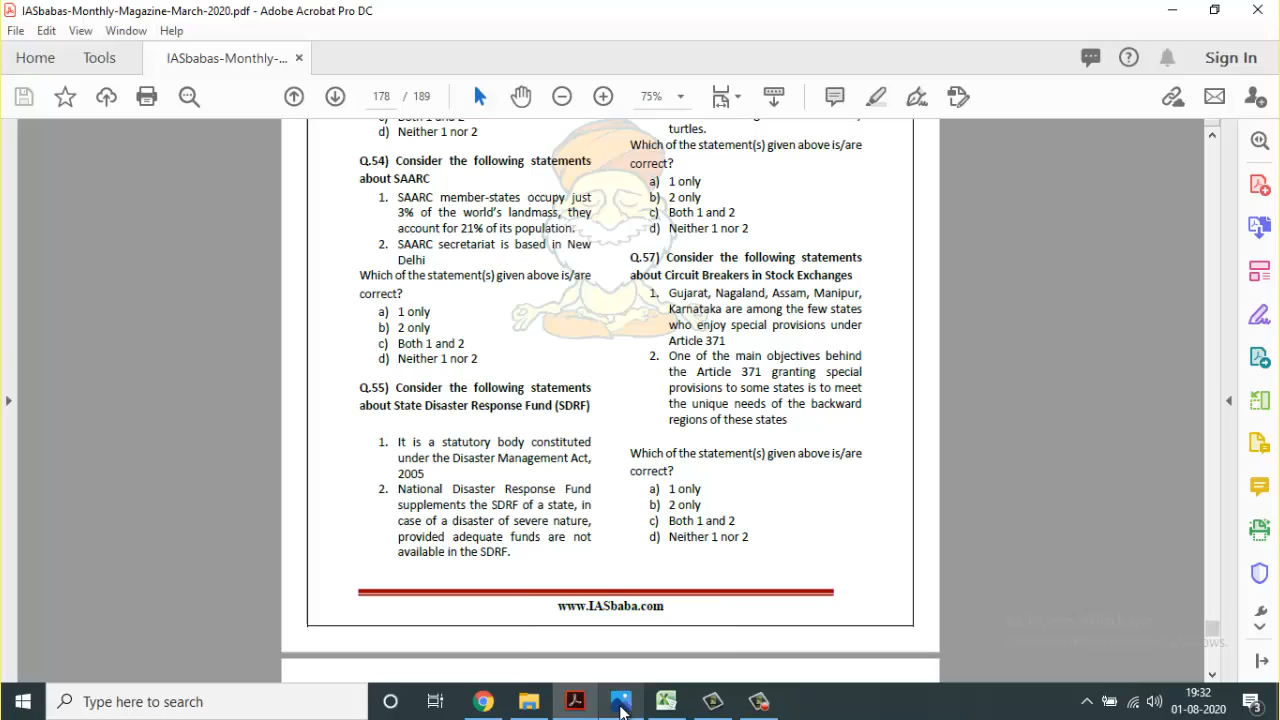 IASbabas-Monthly-Magazine-March-2020.pdf - Adobe Acrobat Pro DC
File Edit View Window Help
Home Tools IASbabas-Monthly-... × Sign In
178 / 189 75%
d) Neither 1 nor 2
Q.54) Consider the following statements
about SAARC
1. SAARC member-states occupy just
3% of the world's landmass, they
account for 21% of its population.
2. SAARC secretariat is based in New
Delhi
Which of the statement(s) given above is/are
correct?
a) 1 only
b) 2 only
c) Both 1 and 2
d) Neither 1 nor 2
Q.55) Consider the following statements
about State Disaster Response Fund (SDRF)
1. It is a statutory body constituted
under the Disaster Management Act,
2005
2. National Disaster Response Fund
supplements the SDRF of a state, in
case of a disaster of severe nature,
provided adequate funds are not
available in the SDRF.
turtles.
Which of the statement(s) given above is/are
correct?
a) 1 only
b) 2 only
c) Both 1 and 2
d) Neither 1 nor 2
Q.57) Consider the following statements
about Circuit Breakers in Stock Exchanges
1. Gujarat, Nagaland, Assam, Manipur,
Karnataka are among the few states
who enjoy special provisions under
Article 371
2. One of the main objectives behind
the Article 371 granting special
provisions to some states is to meet
the unique needs of the backward
regions of these states
Which of the statement(s) given above is/are
correct?
a) 1 only
b) 2 only
c) Both 1 and 2
d) Neither 1 nor 2
www.IASbaba.com
Type here to search
19:32
01-08-2020
3